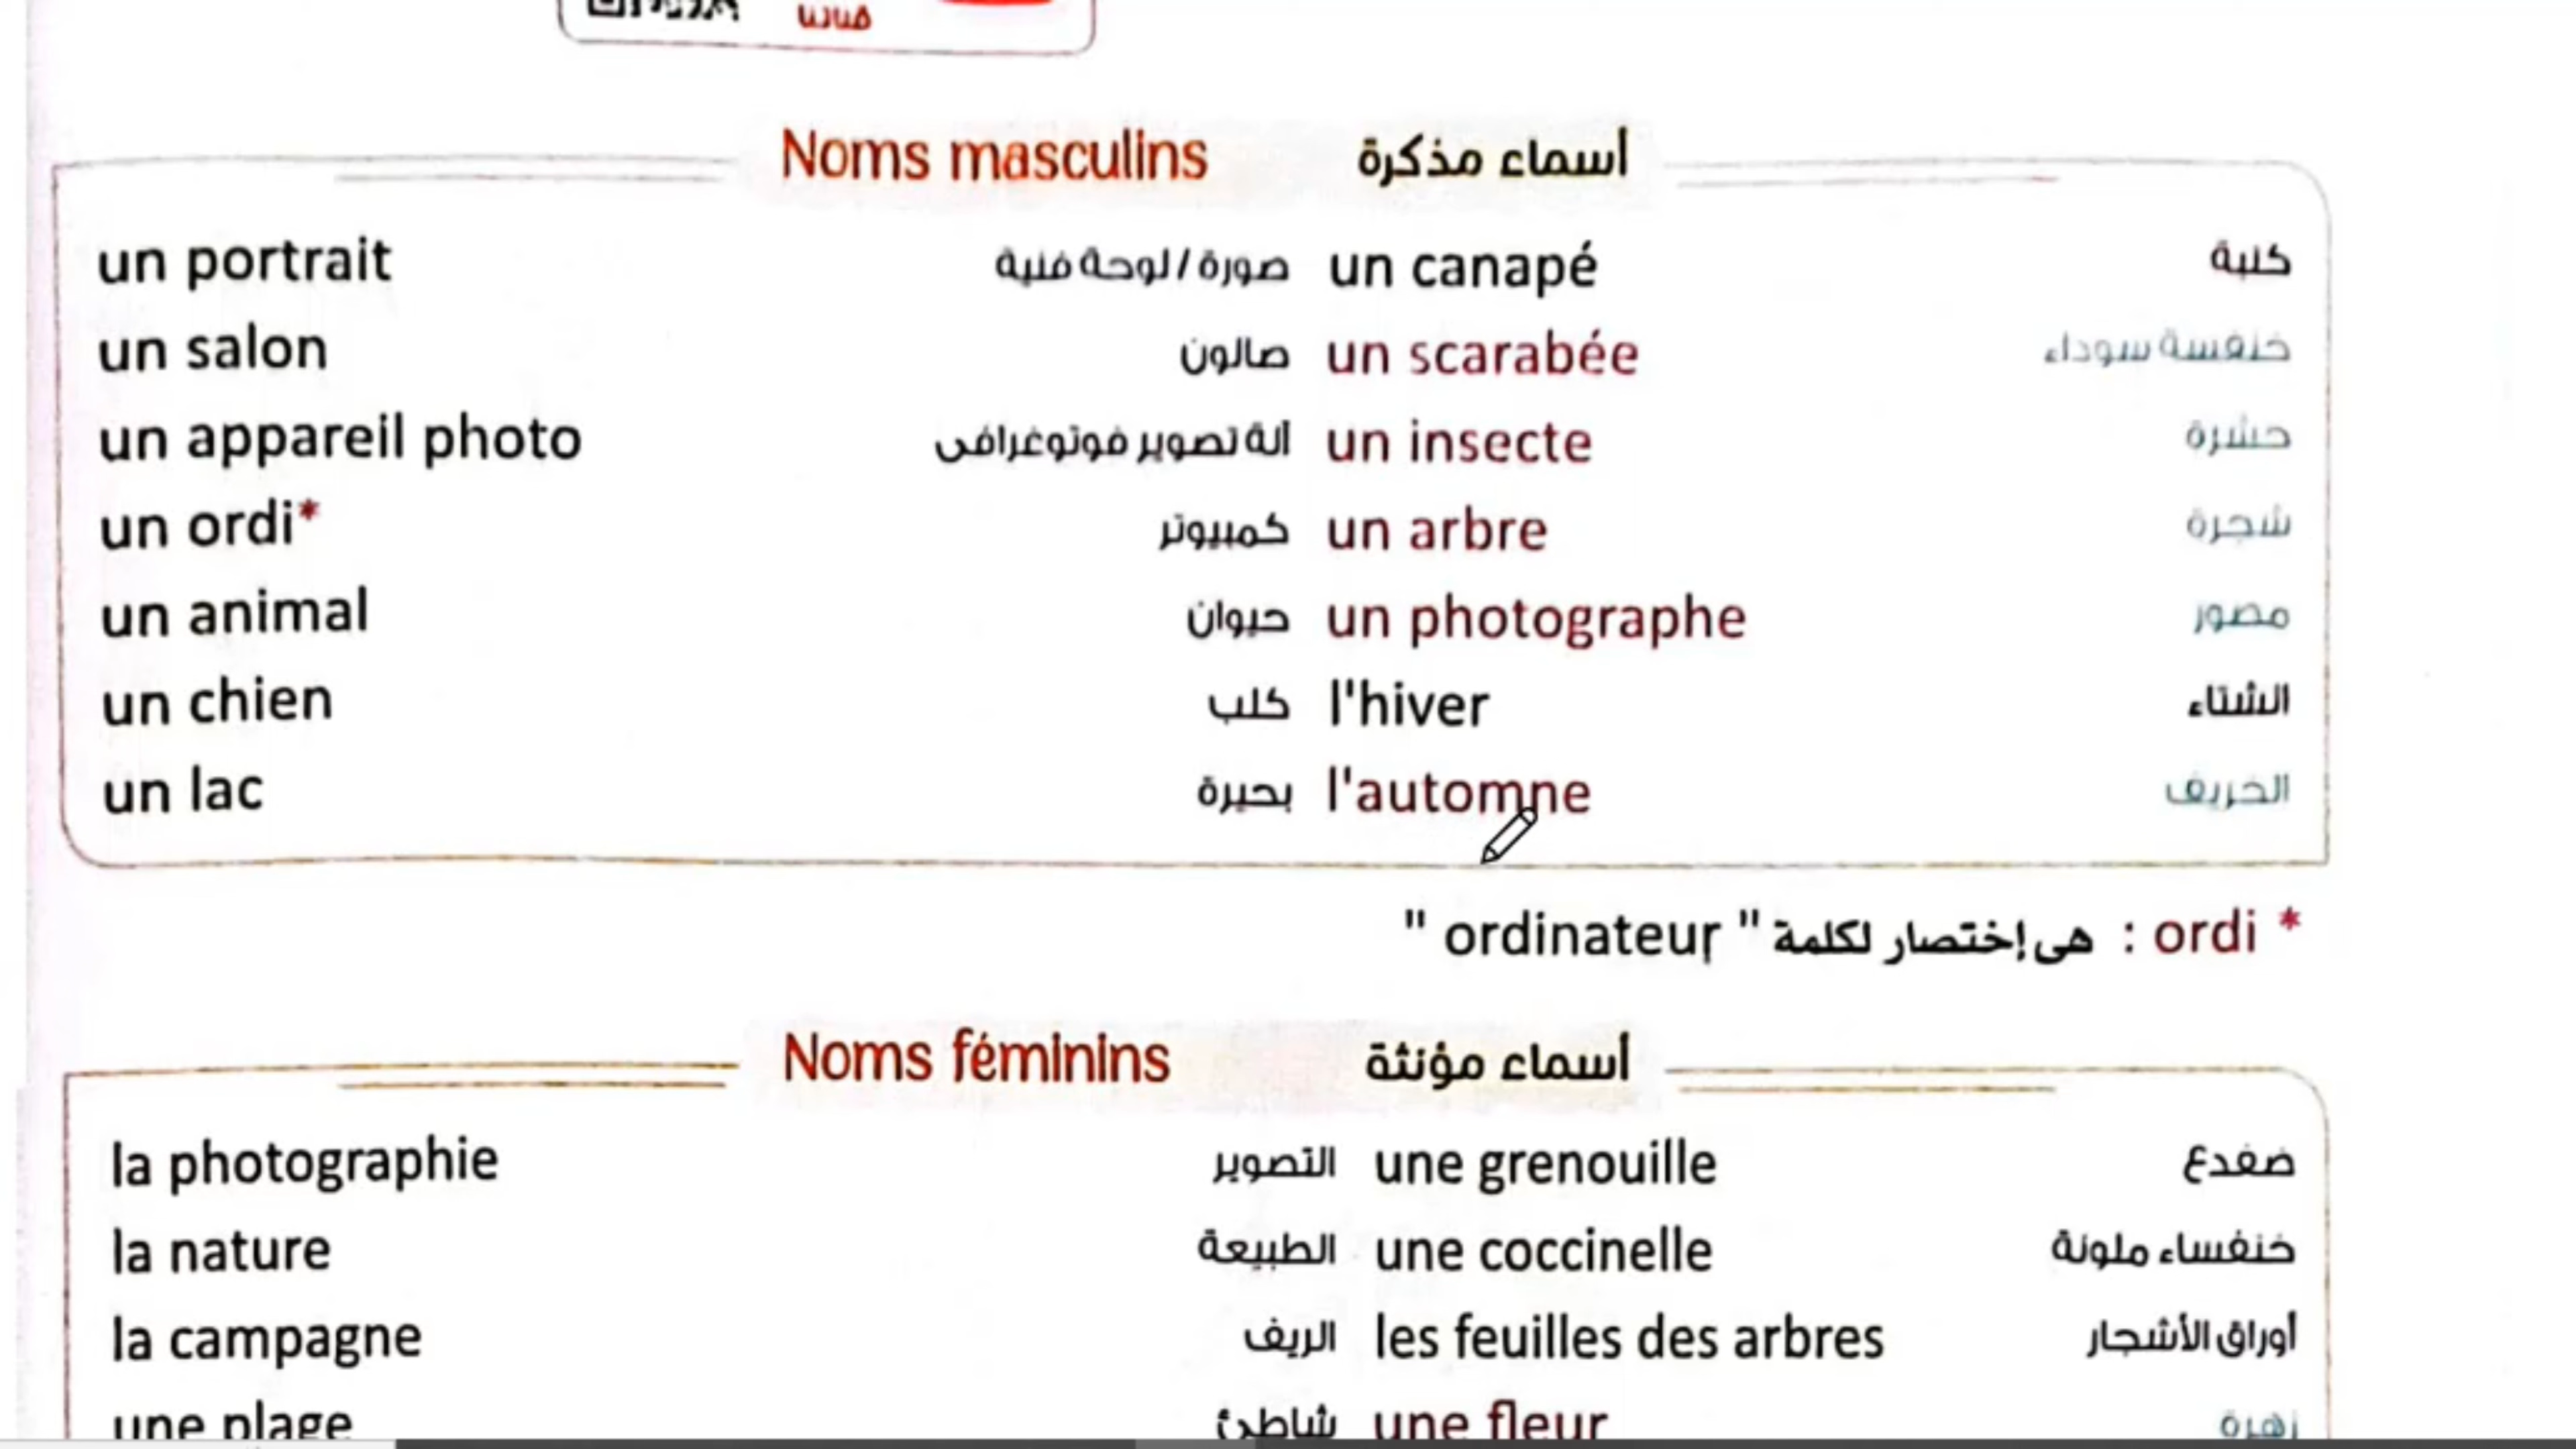 قناتنا
Noms masculins أسماء مذكرة
un portrait صورة / لوحة فنية un canapé كنبة
un salon صالون un scarabée خنفسة سوداء
un appareil photo آلة تصوير فوتوغرافى un insecte حشرة
un ordi* كمبيوتر un arbre شجرة
un animal حيوان un photographe مصور
un chien كلب l'hiver الشتاء
un lac بحيرة l'automne الخريف
* ordi : هى إختصار لكلمة " ordinateur "
Noms féminins أسماء مؤنثة
la photographie التصوير une grenouille ضفدع
la nature الطبيعة une coccinelle خنفساء ملونة
la campagne الريف les feuilles des arbres أوراق الأشجار
une plage شاطئ une fleur زهرة